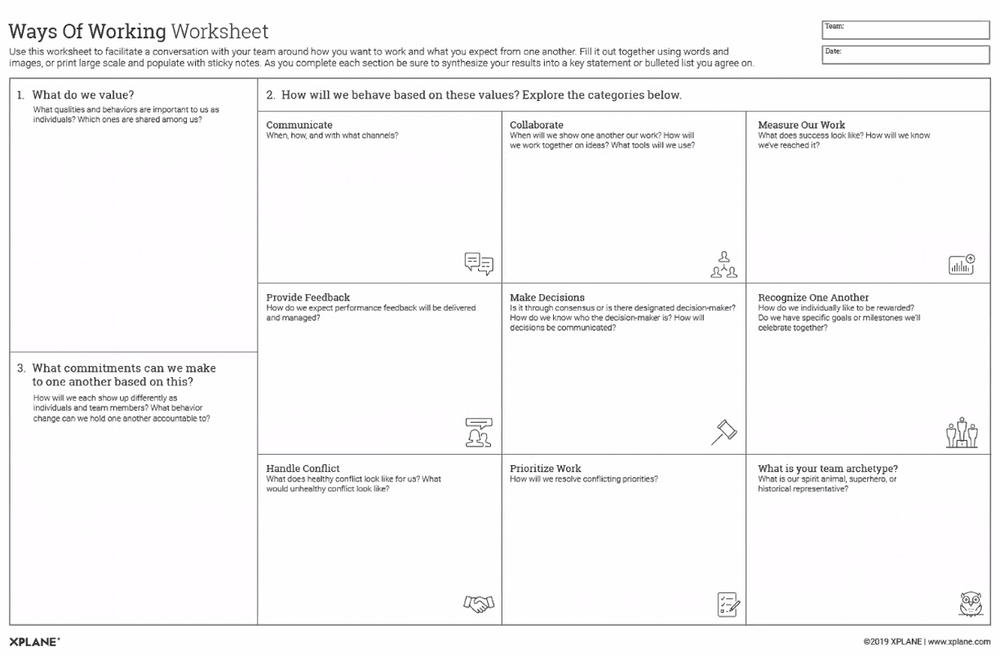 Ways Of Working Worksheet
Team:
Use this worksheet to facilitate a conversation with your team around how you want to work and what you expect from one another. Fill it out together using words and
images, or print large scale and populate with sticky notes. As you complete each section be sure to synthesize your results into a key statement or bulleted list you agree on.
Date:
1. What do we value?
What qualities and behaviors are important to us as
individuals? Which ones are shared among us?
2. How will we behave based on these values? Explore the categories below.
Communicate
When, how, and with what channels?
Collaborate
When will we show one another our work? How will
we work together on ideas? What tools will we use?
Measure Our Work
What does success look like? How will we know
we've reached it?
Provide Feedback
How do we expect performance feedback will be delivered
and managed?
Make Decisions
Is it through consensus or is there designated decision-maker?
How do we know who the decision-maker is? How will
decisions be communicated?
Recognize One Another
How do we individually like to be rewarded?
Do we have specific goals or milestones we'll
celebrate together?
3. What commitments can we make
to one another based on this?
How will we each show up differently as
individuals and team members? What behavior
change can we hold one another accountable to?
Handle Conflict
What does healthy conflict look like for us? What
would unhealthy conflict look like?
Prioritize Work
How will we resolve conflicting priorities?
What is your team archetype?
What is our spirit animal, superhero, or
historical representative?
XPLANE
©2019 XPLANE | www.xplane.com